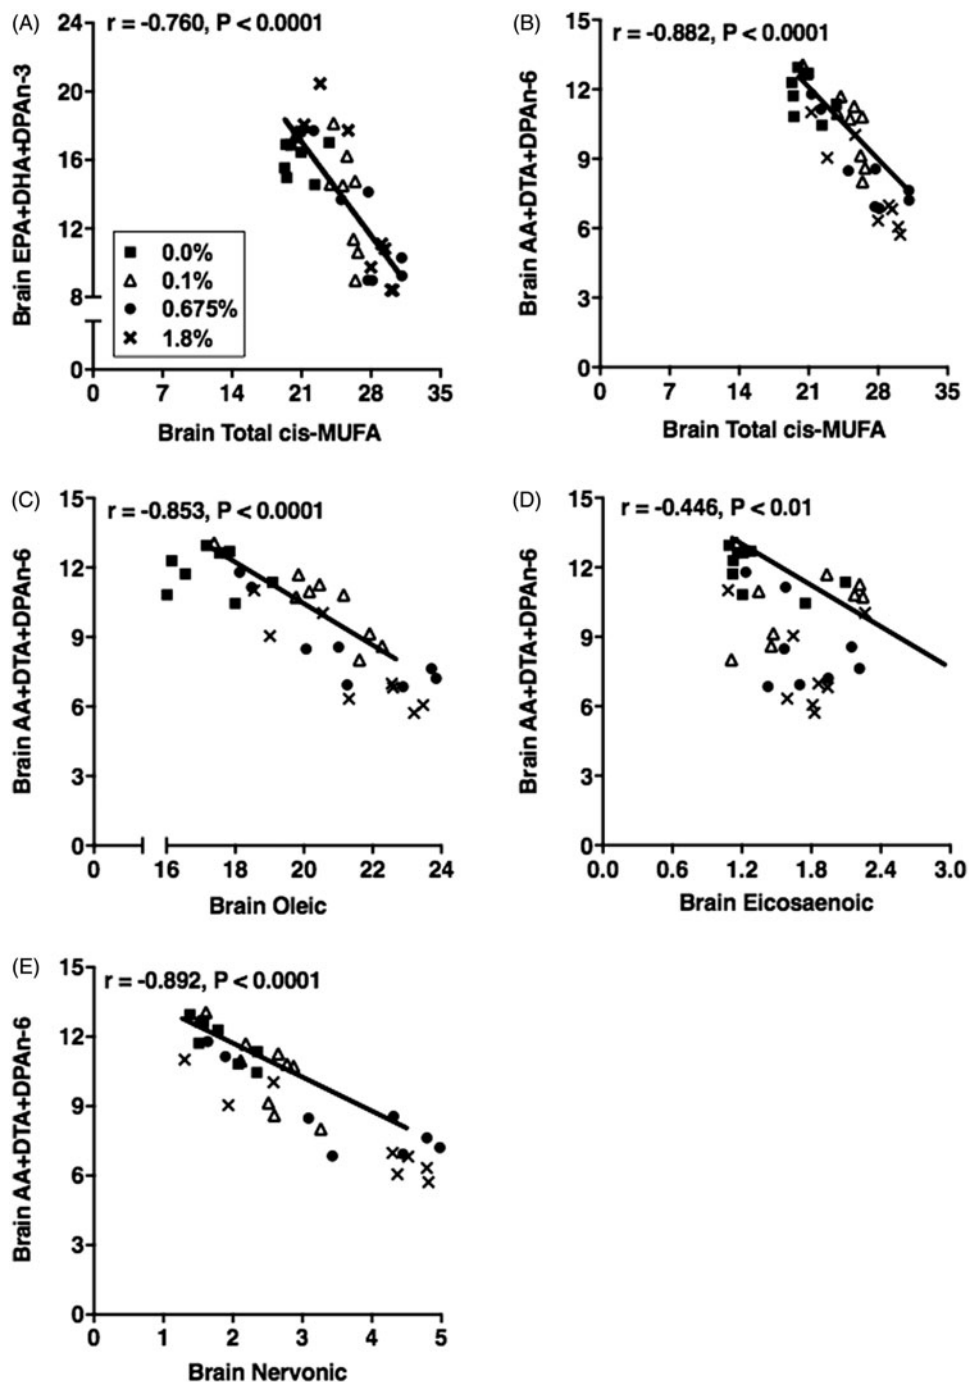 (A)
r = -0.760, P < 0.0001
Brain EPA+DHA+DPAn-3
24
20
16
12
8
0
0.0%
0.1%
0.675%
1.8%
0 7 14 21 28 35
Brain Total cis-MUFA
(B)
r = -0.882, P < 0.0001
Brain AA+DTA+DPAn-6
15
12
9
6
3
0
0 7 14 21 28 35
Brain Total cis-MUFA
(C)
r = -0.853, P < 0.0001
Brain AA+DTA+DPAn-6
15
12
9
6
3
0
0 16 18 20 22 24
Brain Oleic
(D)
r = -0.446, P < 0.01
Brain AA+DTA+DPAn-6
15
12
9
6
3
0
0.0 0.6 1.2 1.8 2.4 3.0
Brain Eicosaenoic
(E)
r = -0.892, P < 0.0001
Brain AA+DTA+DPAn-6
15
12
9
6
3
0
0 1 2 3 4 5
Brain Nervonic